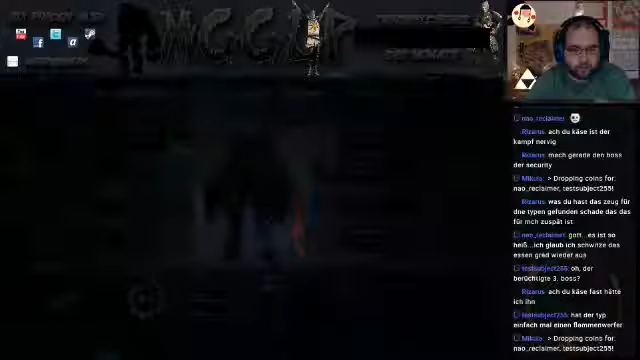 nao_reclaimer:
Rizarus: ach du käse ist der
kampf nervig
Rizarus: mach gerade den boss
der security
Mikuia: > Dropping coins for:
nao_reclaimer, testsubject255!
Rizarus: was du hast das zeug für
dne typen gefunden schade das das
für mch zuspät ist
nao_reclaimer: gott...es ist so
heiß...ich glaub ich schwitze das
essen grad wieder aus
testsubject255: oh, der
berüchtigte 3. boss?
Rizarus: ach du käse fast hätte
ich ihn
testsubject255: hat der typ
einfach mal einen flammenwerfer
Mikuia: > Dropping coins for:
nao_reclaimer, testsubject255!